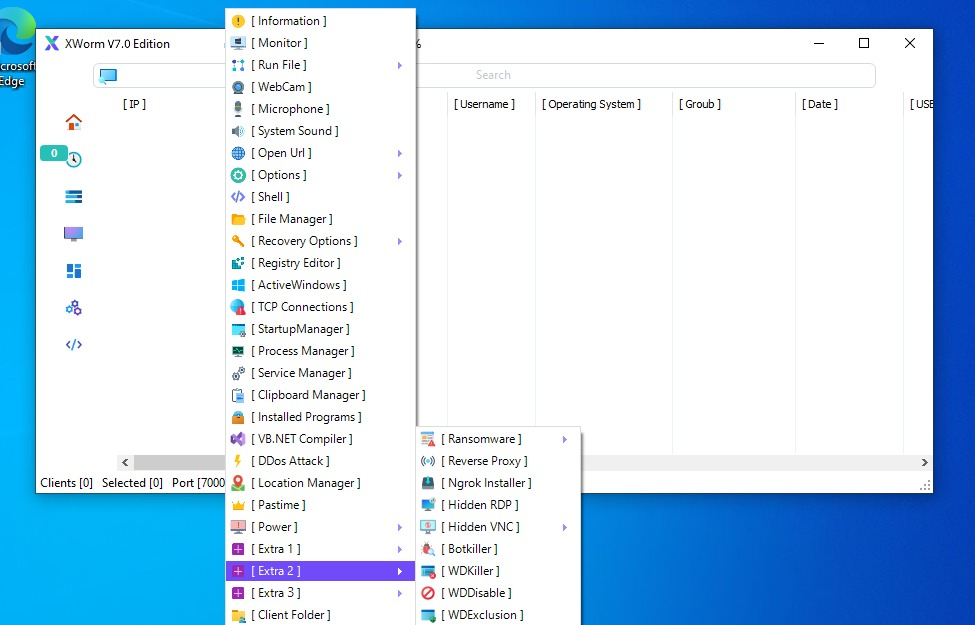 crosoft
Edge
XWorm V7.0 Edition
%
Search
[ IP ]
[ Username ]
[ Operating System ]
[ Groub ]
[ Date ]
[ USB
0
[ Information ]
[ Monitor ]
[ Run File ]
[ WebCam ]
[ Microphone ]
[ System Sound ]
[ Open Url ]
[ Options ]
[ Shell ]
[ File Manager ]
[ Recovery Options ]
[ Registry Editor ]
[ ActiveWindows ]
[ TCP Connections ]
[ StartupManager ]
[ Process Manager ]
[ Service Manager ]
[ Clipboard Manager ]
[ Installed Programs ]
[ VB.NET Compiler ]
[ DDos Attack ]
[ Location Manager ]
[ Pastime ]
[ Power ]
[ Extra 1 ]
[ Extra 2 ]
[ Extra 3 ]
[ Client Folder ]
[ Ransomware ]
[ Reverse Proxy ]
[ Ngrok Installer ]
[ Hidden RDP ]
[ Hidden VNC ]
[ Botkiller ]
[ WDKiller ]
[ WDDisable ]
[ WDExclusion ]
Clients [0] Selected [0] Port [7000